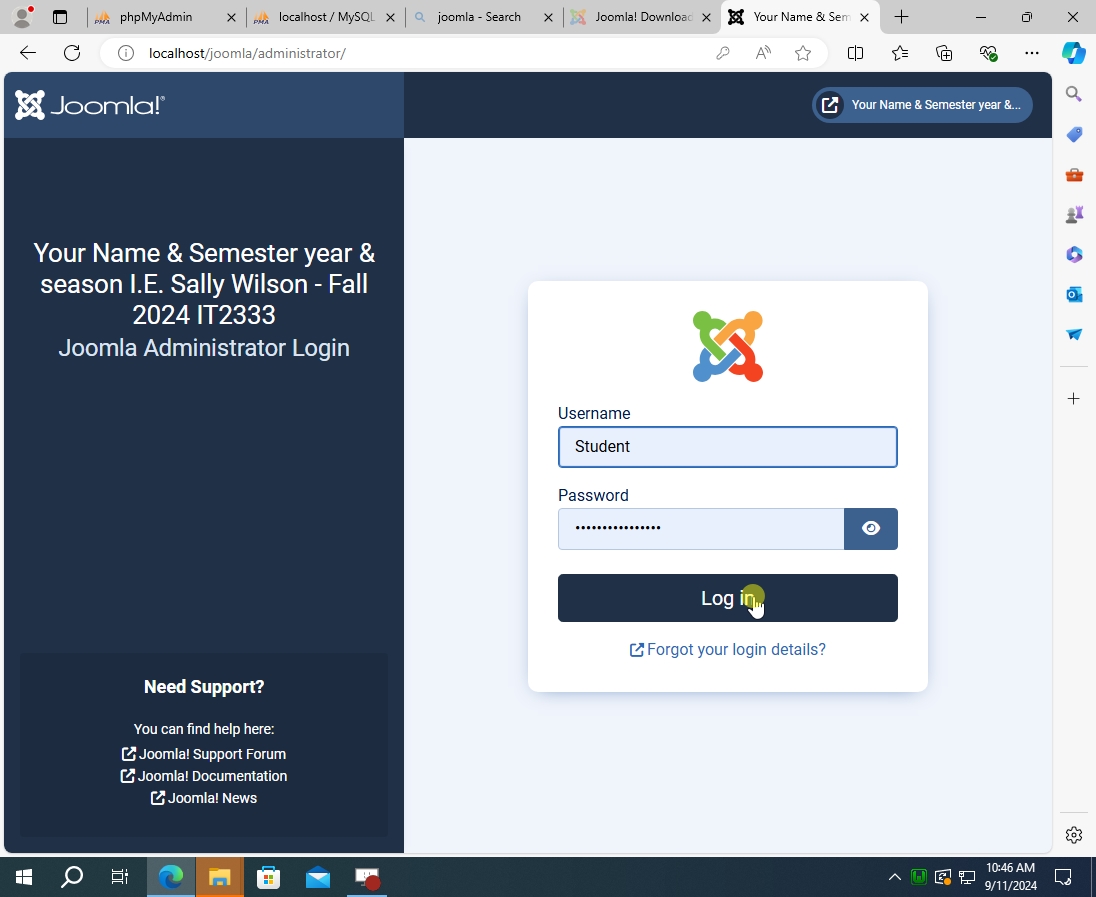 phpMyAdmin
localhost / MySQL
joomla - Search
Joomla! Download
Your Name & Sem
localhost/joomla/administrator/
Joomla!®
Your Name & Semester year &...
Your Name & Semester year &
season I.E. Sally Wilson - Fall
2024 IT2333
Joomla Administrator Login
Username
Student
Password
Log in
Forgot your login details?
Need Support?
You can find help here:
Joomla! Support Forum
Joomla! Documentation
Joomla! News
10:46 AM
9/11/2024